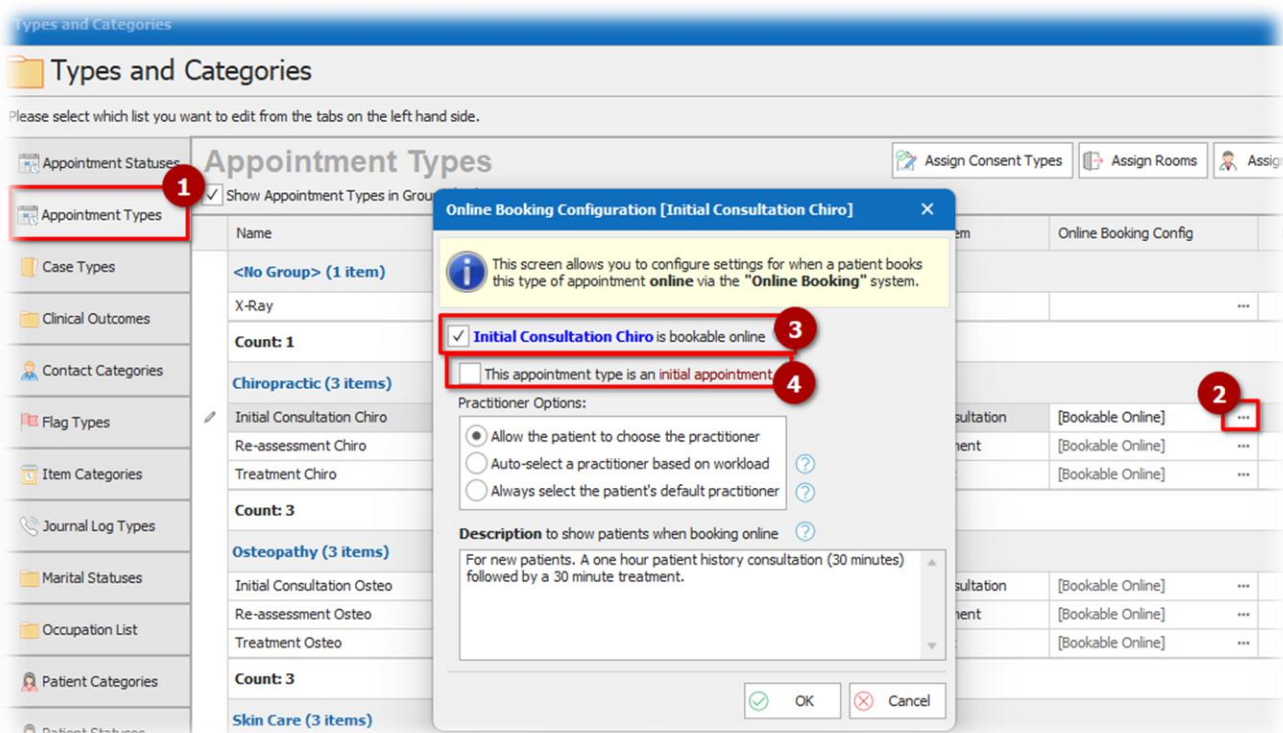 Types and Categories
Types and Categories
Please select which list you want to edit from the tabs on the left hand side.
Appointment Statuses
1
Appointment Types
Case Types
Clinical Outcomes
Contact Categories
Flag Types
Item Categories
Journal Log Types
Marital Statuses
Occupation List
Patient Categories
Patient Statuses
Appointment Types
Assign Consent Types
Assign Rooms
Show Appointment Types in
Name
Online Booking Config
<No Group> (1 item)
X-Ray
...
Count: 1
Chiropractic (3 items)
2
Initial Consultation Chiro
[Bookable Online]
...
Re-assessment Chiro
[Bookable Online]
...
Treatment Chiro
[Bookable Online]
...
Count: 3
Osteopathy (3 items)
Initial Consultation Osteo
[Bookable Online]
...
Re-assessment Osteo
[Bookable Online]
...
Treatment Osteo
[Bookable Online]
...
Count: 3
Skin Care (3 items)
Online Booking Configuration [Initial Consultation Chiro]
This screen allows you to configure settings for when a patient books
this type of appointment online via the "Online Booking" system.
Initial Consultation Chiro is bookable online
3
This appointment type is an initial appointment
4
Practitioner Options:
Allow the patient to choose the practitioner
Auto-select a practitioner based on workload ?
Always select the patient's default practitioner ?
Description to show patients when booking online ?
For new patients. A one hour patient history consultation (30 minutes)
followed by a 30 minute treatment.
OK
Cancel